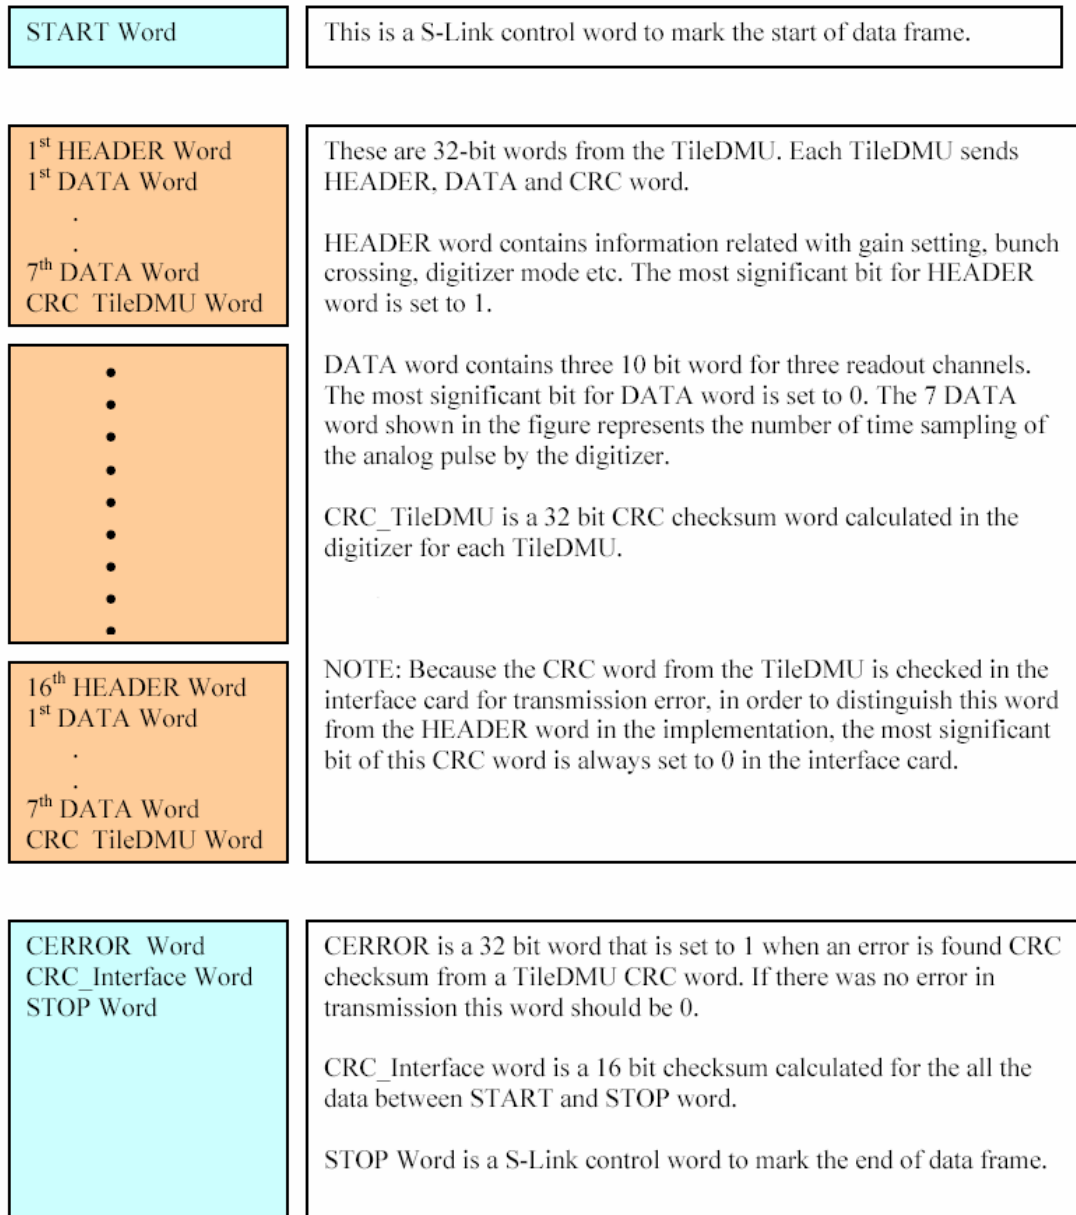 START Word
This is a S-Link control word to mark the start of data frame.
1st HEADER Word
1st DATA Word
.
.
7th DATA Word
CRC_TileDMU Word
These are 32-bit words from the TileDMU. Each TileDMU sends
HEADER, DATA and CRC word.
HEADER word contains information related with gain setting, bunch
crossing, digitizer mode etc. The most significant bit for HEADER
word is set to 1.
DATA word contains three 10 bit word for three readout channels.
The most significant bit for DATA word is set to 0. The 7 DATA
word shown in the figure represents the number of time sampling of
the analog pulse by the digitizer.
CRC_TileDMU is a 32 bit CRC checksum word calculated in the
digitizer for each TileDMU.
16th HEADER Word
1st DATA Word
.
.
7th DATA Word
CRC_TileDMU Word
NOTE: Because the CRC word from the TileDMU is checked in the
interface card for transmission error, in order to distinguish this word
from the HEADER word in the implementation, the most significant
bit of this CRC word is always set to 0 in the interface card.
CERROR Word
CRC_Interface Word
STOP Word
CERROR is a 32 bit word that is set to 1 when an error is found CRC
checksum from a TileDMU CRC word. If there was no error in
transmission this word should be 0.
CRC_Interface word is a 16 bit checksum calculated for the all the
data between START and STOP word.
STOP Word is a S-Link control word to mark the end of data frame.